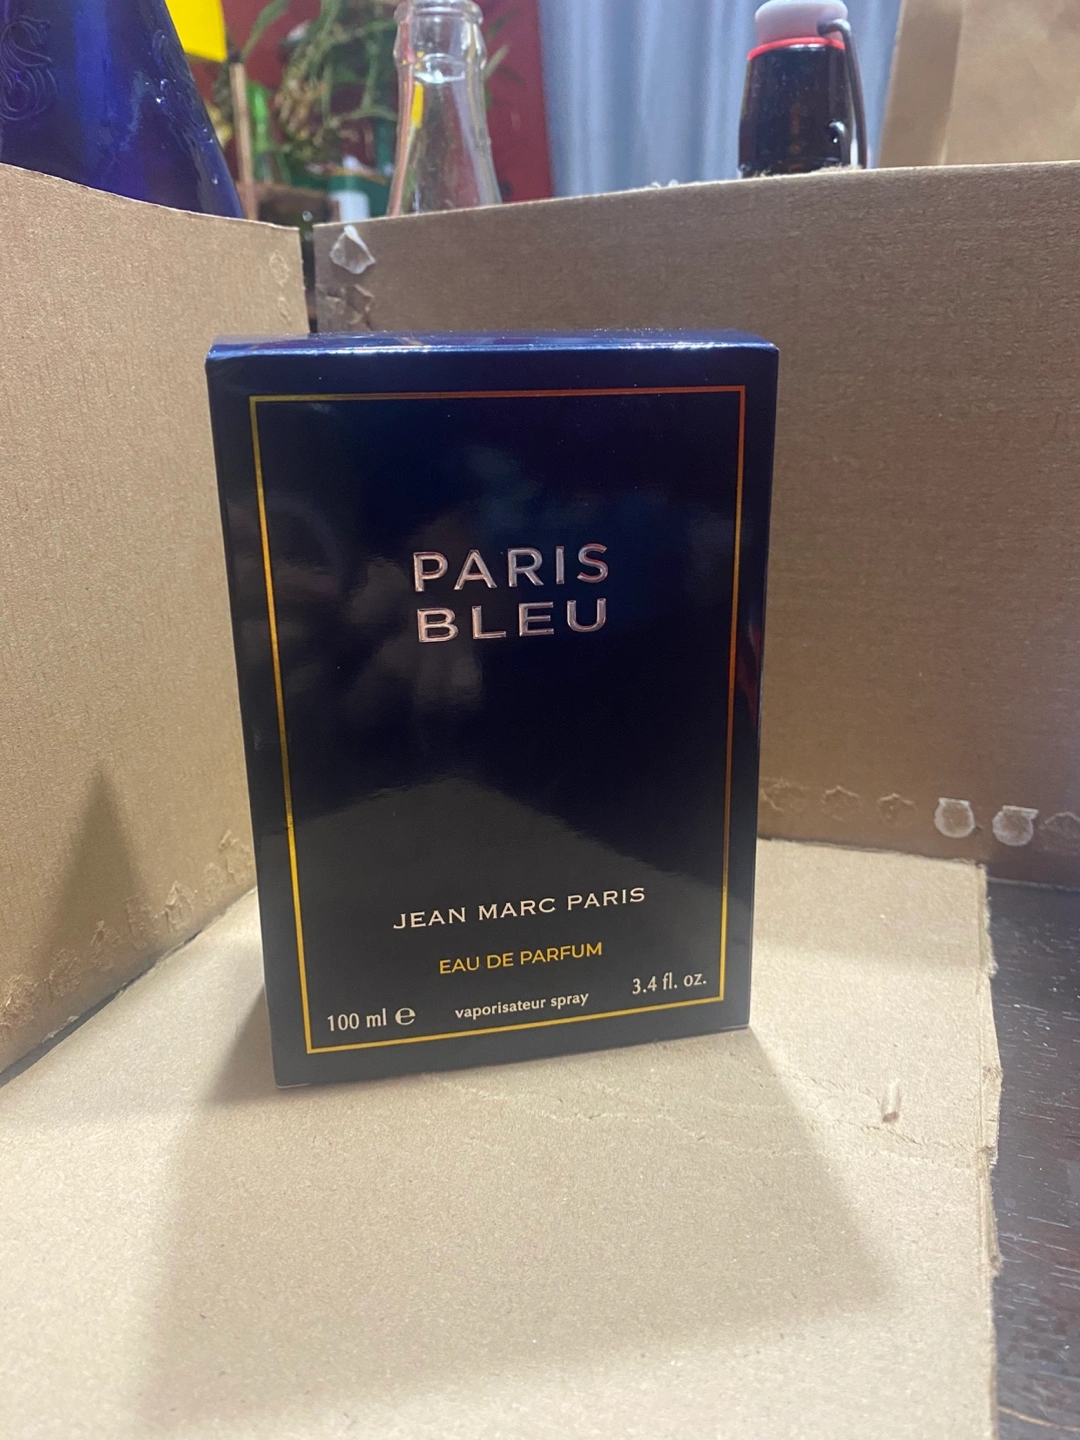 PARIS
BLEU
JEAN MARC PARIS
EAU DE PARFUM
100 ml ℮ vaporisateur spray 3.4 fl. oz.